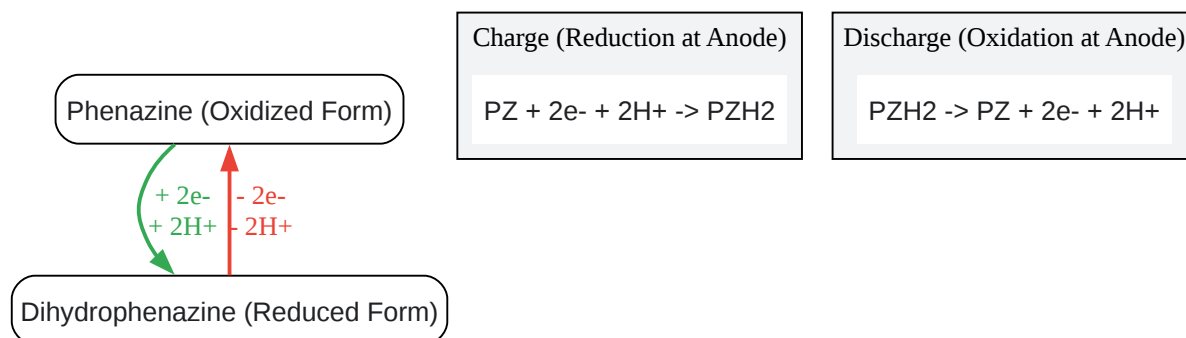 Charge (Reduction at Anode)
PZ + 2e- + 2H+ -> PZH2
Discharge (Oxidation at Anode)
PZH2 -> PZ + 2e- + 2H+
Phenazine (Oxidized Form)
+ 2e-
+ 2H+
- 2e-
- 2H+
Dihydrophenazine (Reduced Form)